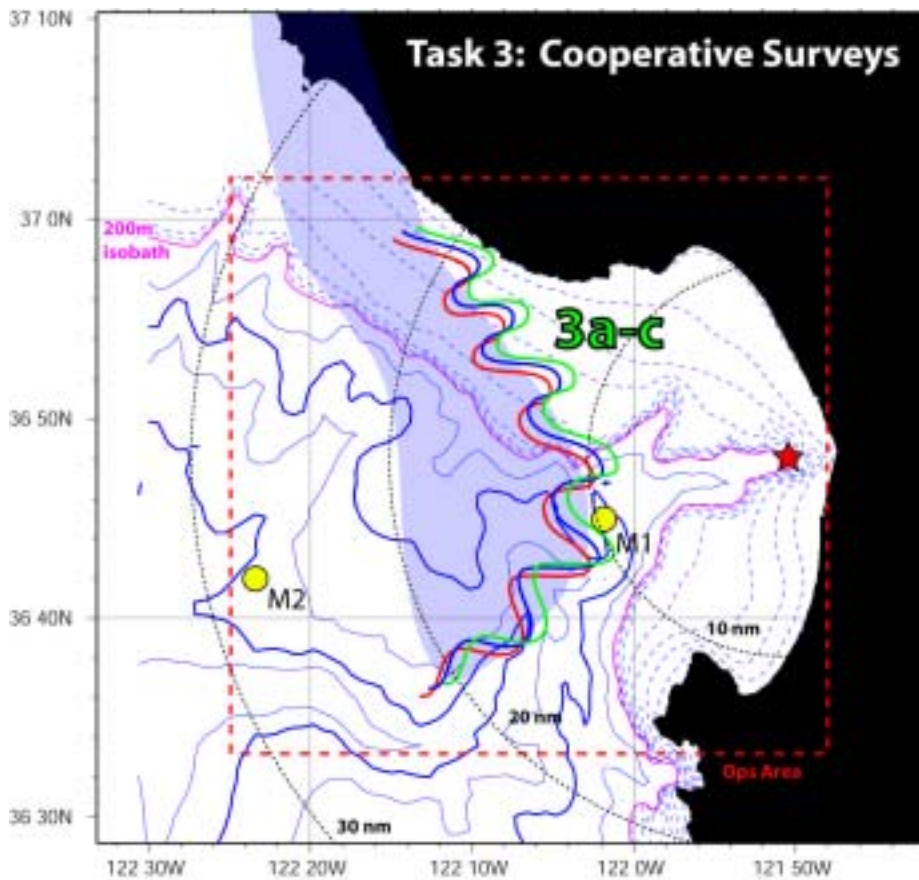 37 10N
Task 3: Cooperative Surveys
37 0N
200m
isobath
3a-c
36 50N
M1
M2
36 40N
10 nm
20 nm
Ops Area
36 30N
30 nm
122 30W
122 20W
122 10W
122 0W
121 50W